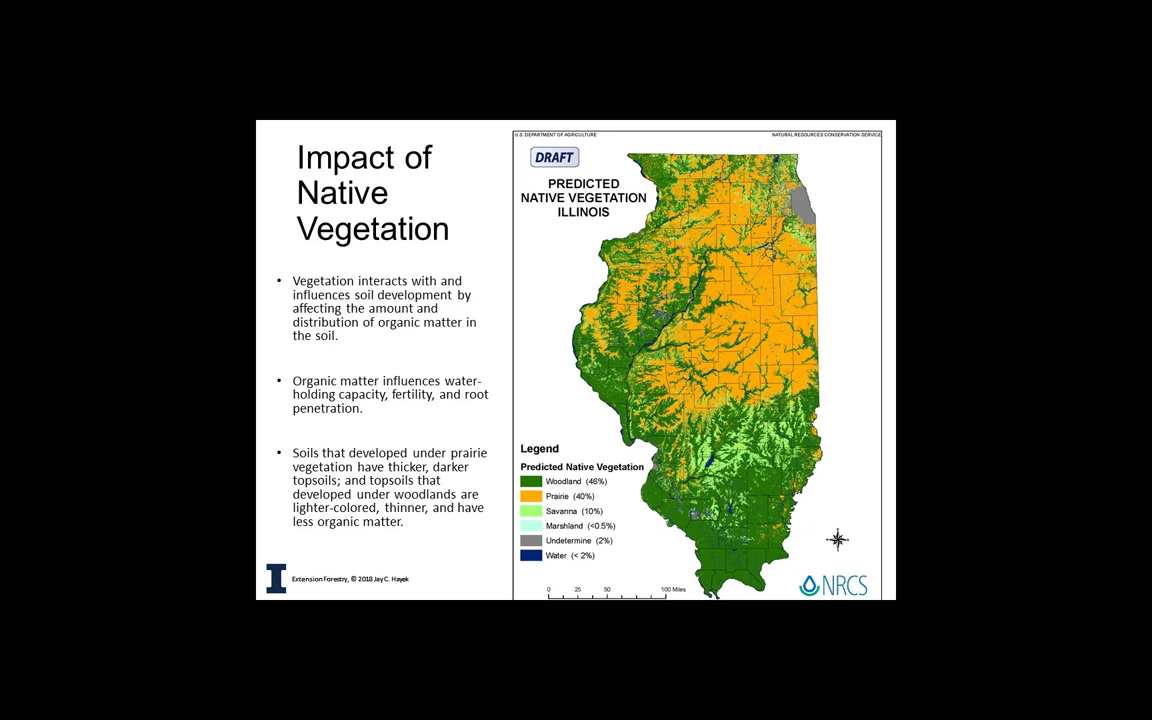 Impact of
Native
Vegetation
• Vegetation interacts with and
influences soil development by
affecting the amount and
distribution of organic matter in
the soil.
• Organic matter influences water-
holding capacity, fertility, and root
penetration.
• Soils that developed under prairie
vegetation have thicker, darker
topsoils; and topsoils that
developed under woodlands are
lighter-colored, thinner, and have
less organic matter.
I
Extension Forestry, © 2018 Jay C. Hayek
U.S. DEPARTMENT OF AGRICULTURE
NATURAL RESOURCES CONSERVATION SERVICE
DRAFT
PREDICTED
NATIVE VEGETATION
ILLINOIS
Legend
Predicted Native Vegetation
Woodland (46%)
Prairie (40%)
Savanna (10%)
Marshland (<0.5%)
Undetermine (2%)
Water (< 2%)
0 25 50 100 Miles
NRCS